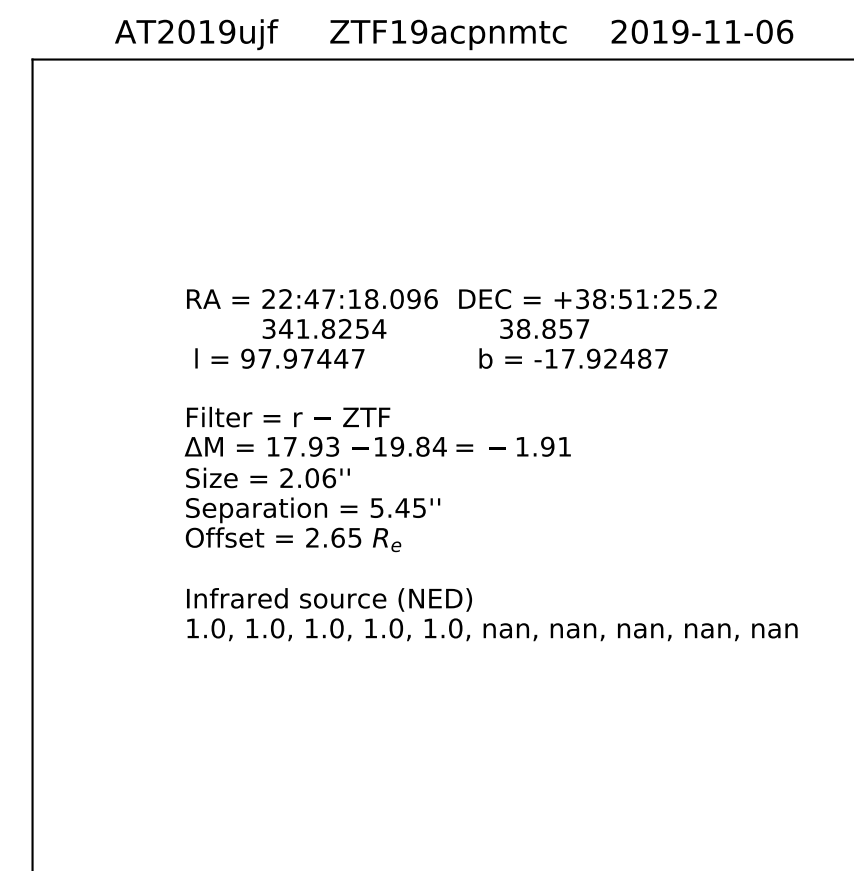 AT2019ujf ZTF19acpnmtc 2019-11-06
RA = 22:47:18.096 DEC = +38:51:25.2
341.8254 38.857
l = 97.97447 b = -17.92487
Filter = r − ZTF
ΔM = 17.93 −19.84 = − 1.91
Size = 2.06''
Separation = 5.45''
Offset = 2.65 Rₑ
Infrared source (NED)
1.0, 1.0, 1.0, 1.0, 1.0, nan, nan, nan, nan, nan